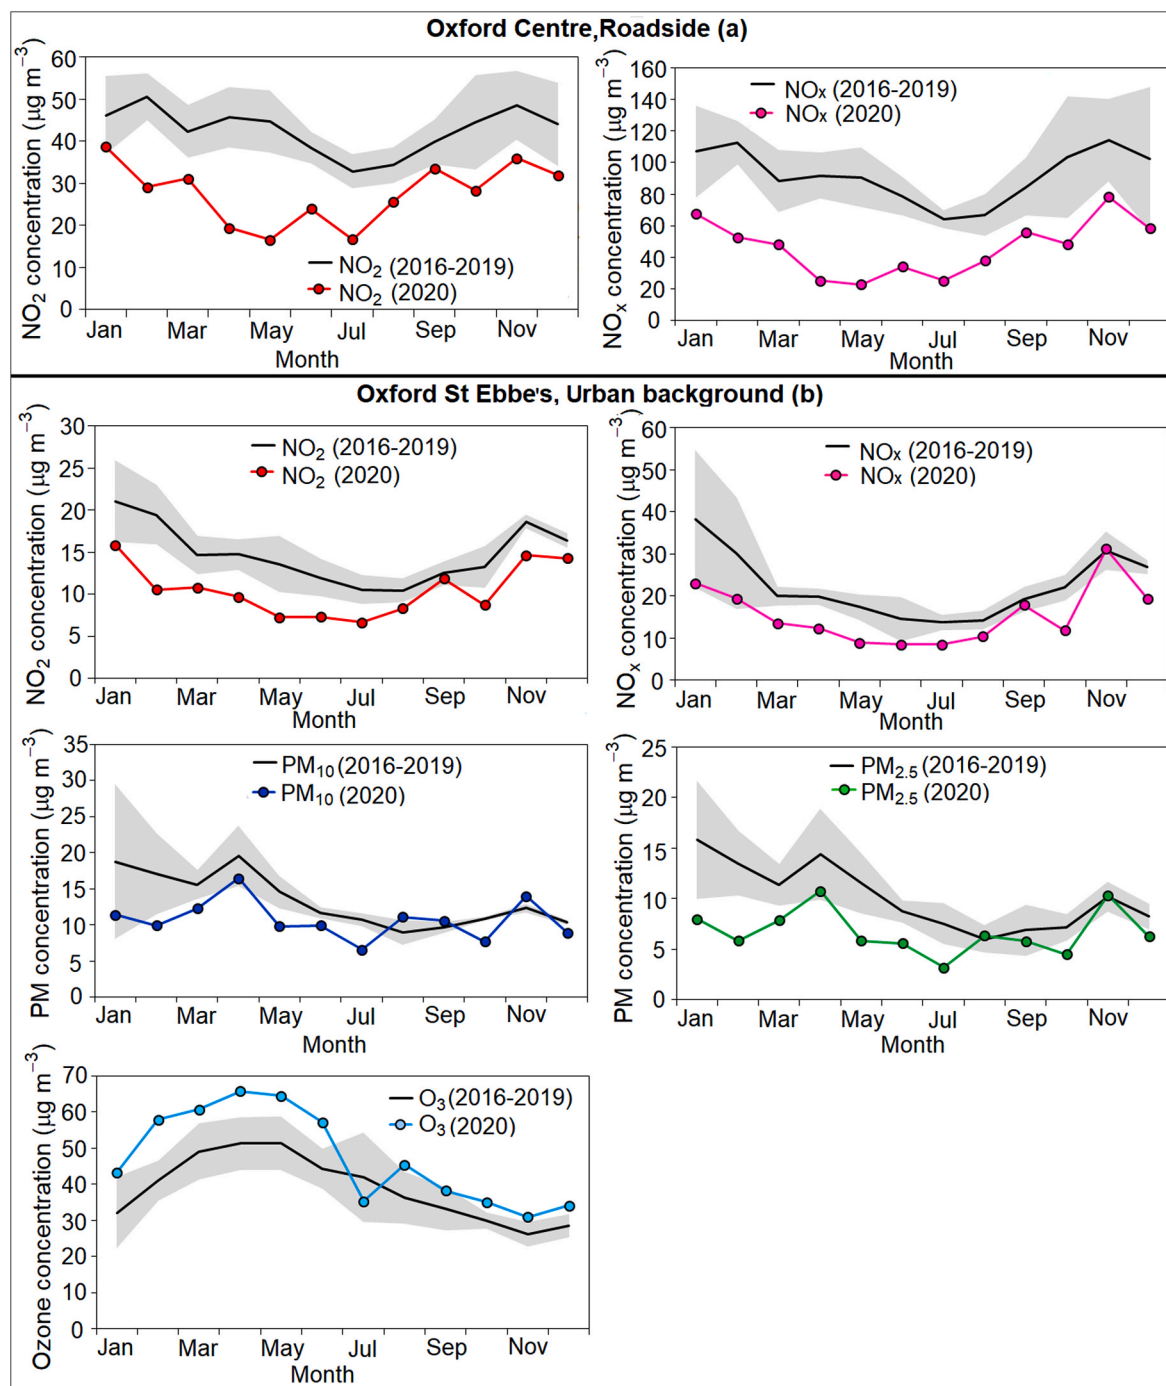 Oxford Centre,Roadside (a)
NO₂ concentration (μg m⁻³)
60
50
40
30
20
10
0
NO₂ (2016-2019)
NO₂ (2020)
Jan Mar May Jul Sep Nov
Month
NOₓ concentration (μg m⁻³)
160
140
120
100
80
60
40
20
0
NOₓ (2016-2019)
NOₓ (2020)
Jan Mar May Jul Sep Nov
Month
Oxford St Ebbe's, Urban background (b)
NO₂ concentration (μg m⁻³)
30
25
20
15
10
5
0
NO₂ (2016-2019)
NO₂ (2020)
Jan Mar May Jul Sep Nov
Month
NOₓ concentration (μg m⁻³)
60
50
40
30
20
10
0
NOₓ (2016-2019)
NOₓ (2020)
Jan Mar May Jul Sep Nov
Month
PM concentration (μg m⁻³)
35
30
25
20
15
10
5
0
PM₁₀ (2016-2019)
PM₁₀ (2020)
Jan Mar May Jul Sep Nov
Month
PM concentration (μg m⁻³)
25
20
15
10
5
0
PM₂.₅ (2016-2019)
PM₂.₅ (2020)
Jan Mar May Jul Sep Nov
Month
Ozone concentration (μg m⁻³)
70
60
50
40
30
20
10
0
O₃ (2016-2019)
O₃ (2020)
Jan Mar May Jul Sep Nov
Month